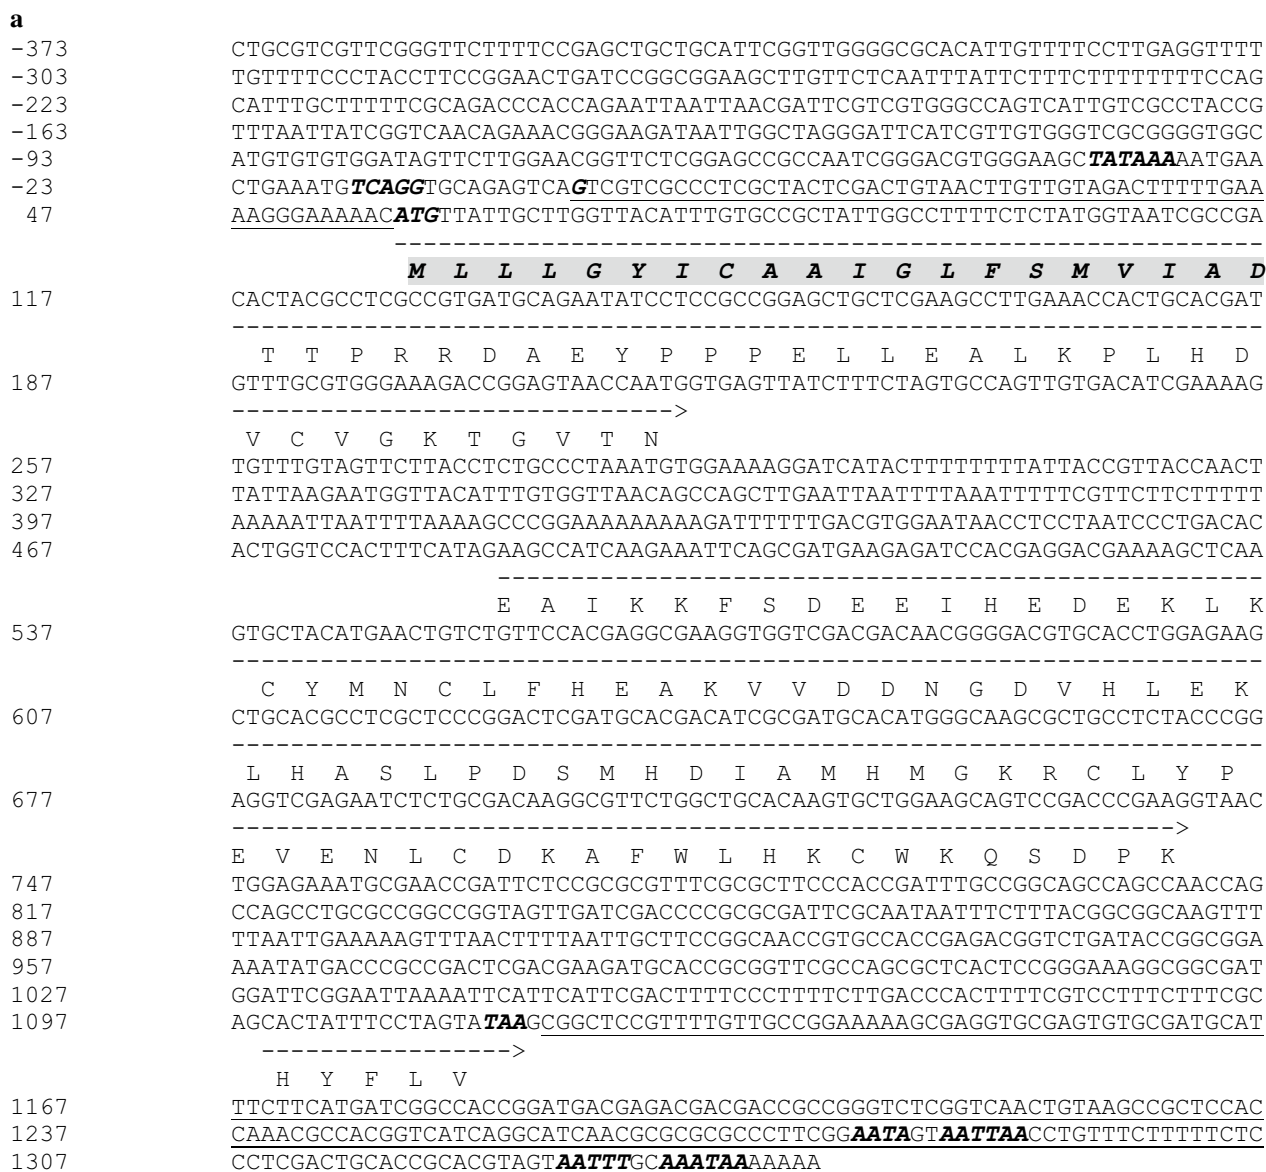 a
-373 CTGCGTCGTTCGGGTTCTTTTCCGAGCTGCTGCATTCGGTTGGGGCGCACATTGTTTTCCTTGAGGTTTT
-303 TGTTTTCCCTACCTTCCGGAACTGATCCGGCGGAAGCTTGTTCTCAATTTATTCTTTCTTTTTTTTCCAG
-223 CATTTGCTTTTTCGCAGACCCACCAGAATTAATTAACGATTCGTCGTGGGCCAGTCATTGTCGCCTACCG
-163 TTTAATTATCGGTCAACAGAAACGGGAAGATAATTGGCTAGGGATTCATCGTTGTGGGTCGCGGGGTGGC
-93 ATGTGTGTGGATAGTTCTTGGAACGGTTCTCGGAGCCGCCAATCGGGACGTGGGAAGCTATAAAAATGAA
-23 CTGAAATGTCAGGTGCAGAGTCAGTCGTCGCCCTCGCTACTCGACTGTAACTTGTTGTAGACTTTTTGAA
47 AAGGGAAAAACATGTTATTGCTTGGTTACATTTGTGCCGCTATTGGCCTTTTCTCTATGGTAATCGCCGA
-----------------------------------------------------------
M L L L G Y I C A A I G L F S M V I A D
117 CACTACGCCTCGCCGTGATGCAGAATATCCTCCGCCGGAGCTGCTCGAAGCCTTGAAACCACTGCACGAT
----------------------------------------------------------------------
T T P R R D A E Y P P P E L L E A L K P L H D
187 GTTTGCGTGGGAAAGACCGGAGTAACCAATGGTGAGTTATCTTTCTAGTGCCAGTTGTGACATCGAAAAG
------------------------------>
V C V G K T G V T N
257 TGTTTGTAGTTCTTACCTCTGCCCTAAATGTGGAAAAGGATCATACTTTTTTTTATTACCGTTACCAACT
327 TATTAAGAATGGTTACATTTGTGGTTAACAGCCAGCTTGAATTAATTTTAAATTTTTCGTTCTTCTTTTT
397 AAAAATTAATTTTAAAAGCCCGGAAAAAAAAAGATTTTTTGACGTGGAATAACCTCCTAATCCCTGACAC
467 ACTGGTCCACTTTCATAGAAGCCATCAAGAAATTCAGCGATGAAGAGATCCACGAGGACGAAAAGCTCAA
----------------------------------------------------
E A I K K F S D E E I H E D E K L K
537 GTGCTACATGAACTGTCTGTTCCACGAGGCGAAGGTGGTCGACGACAACGGGGACGTGCACCTGGAGAAG
----------------------------------------------------------------------
C Y M N C L F H E A K V V D D N G D V H L E K
607 CTGCACGCCTCGCTCCCGGACTCGATGCACGACATCGCGATGCACATGGGCAAGCGCTGCCTCTACCCGG
----------------------------------------------------------------------
L H A S L P D S M H D I A M H M G K R C L Y P
677 AGGTCGAGAATCTCTGCGACAAGGCGTTCTGGCTGCACAAGTGCTGGAAGCAGTCCGACCCGAAGGTAAC
---------------------------------------------------------------->
E V E N L C D K A F W L H K C W K Q S D P K
747 TGGAGAAATGCGAACCGATTCTCCGCGCGTTTCGCGCTTCCCACCGATTTGCCGGCAGCCAGCCAACCAG
817 CCAGCCTGCGCCGGCCGGTAGTTGATCGACCCCGCGCGATTCGCAATAATTTCTTTACGGCGGCAAGTTT
887 TTAATTGAAAAAGTTTAACTTTTAATTGCTTCCGGCAACCGTGCCACCGAGACGGTCTGATACCGGCGGA
957 AAATATGACCCGCCGACTCGACGAAGATGCACCGCGGTTCGCCAGCGCTCACTCCGGGAAAGGCGGCGAT
1027 GGATTCGGAATTAAAATTCATTCATTCGACTTTTCCCTTTTCTTGACCCACTTTTCGTCCTTTCTTTCGC
1097 AGCACTATTTCCTAGTATAAGCGGCTCCGTTTTGTTGCCGGAAAAAGCGAGGTGCGAGTGTGCGATGCAT
----------------->
H Y F L V
1167 TTCTTCATGATCGGCCACCGGATGACGAGACGACGACCGCCGGGTCTCGGTCAACTGTAAGCCGCTCCAC
1237 CAAACGCCACGGTCATCAGGCATCAACGCGCGCGCCCTTCGGAATAGTAATTAACCTGTTTCTTTTTCTC
1307 CCTCGACTGCACCGCACGTAGTAATTTGCAAATAAAAAAA